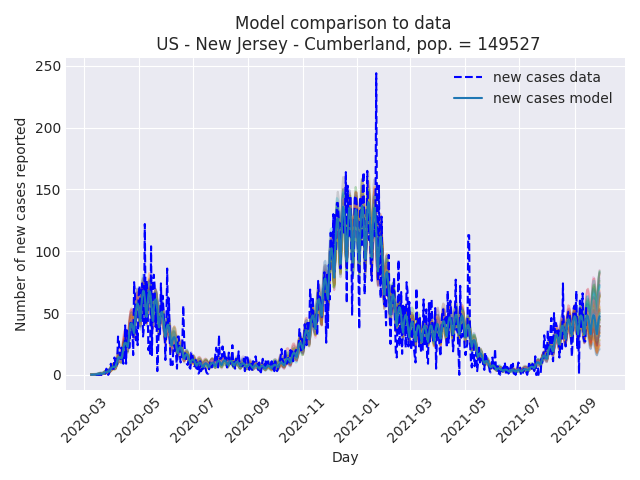 Model comparison to data
US - New Jersey - Cumberland, pop. = 149527
new cases data
new cases model
Number of new cases reported
250
200
150
100
50
0
2020-03
2020-05
2020-07
2020-09
2020-11
2021-01
2021-03
2021-05
2021-07
2021-09
Day